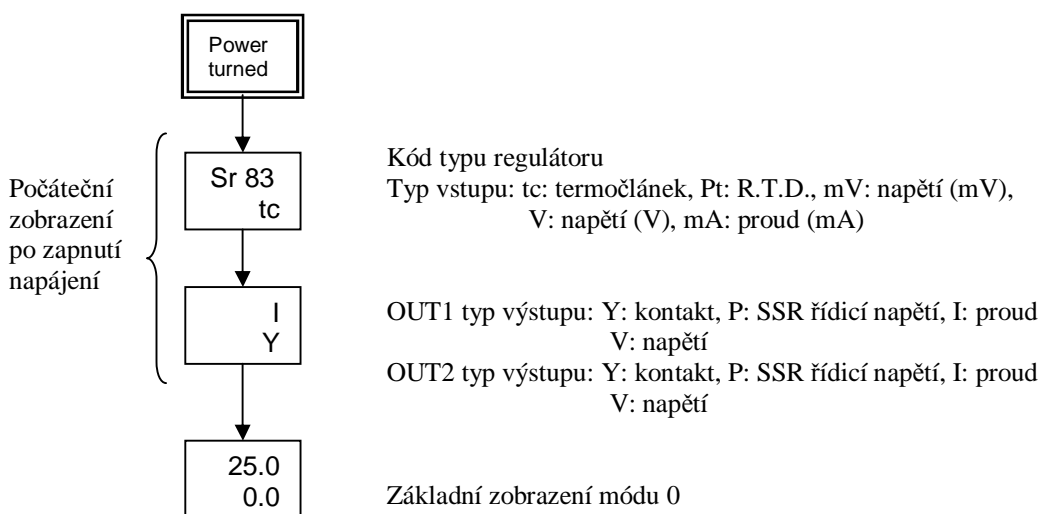 Power
turned
Počáteční
zobrazení
po zapnutí
napájení
Sr 83
tc
Kód typu regulátoru
Typ vstupu: tc: termočlánek, Pt: R.T.D., mV: napětí (mV),
V: napětí (V), mA: proud (mA)
I
Y
OUT1 typ výstupu: Y: kontakt, P: SSR řídicí napětí, I: proud
V: napětí
OUT2 typ výstupu: Y: kontakt, P: SSR řídicí napětí, I: proud
V: napětí
25.0
0.0
Základní zobrazení módu 0